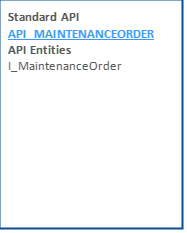 Standard API
API_MAINTENANCEORDER
API Entities
I_MaintenanceOrder